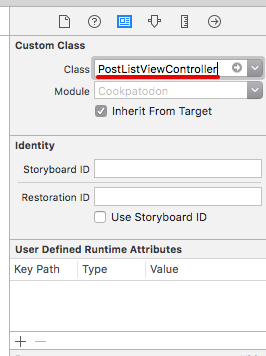 Custom Class
Class PostListViewController
Module Cookpatodon
Inherit From Target
Identity
Storyboard ID
Restoration ID
Use Storyboard ID
User Defined Runtime Attributes
Key Path Type Value